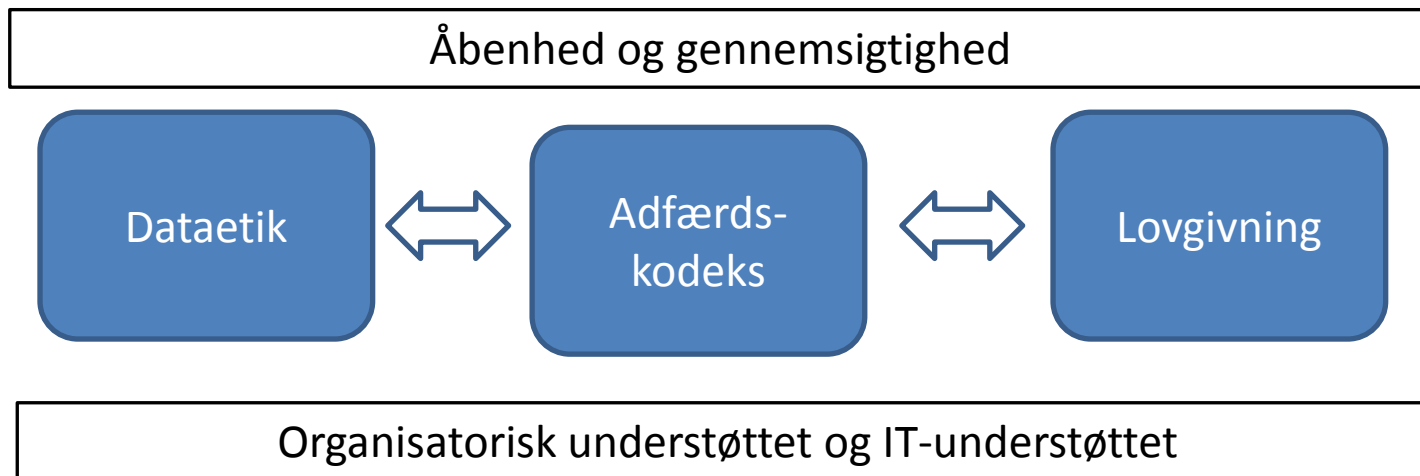 Åbenhed og gennemsigtighed
Dataetik
Adfærds-
kodeks
Lovgivning
Organisatorisk understøttet og IT-understøttet